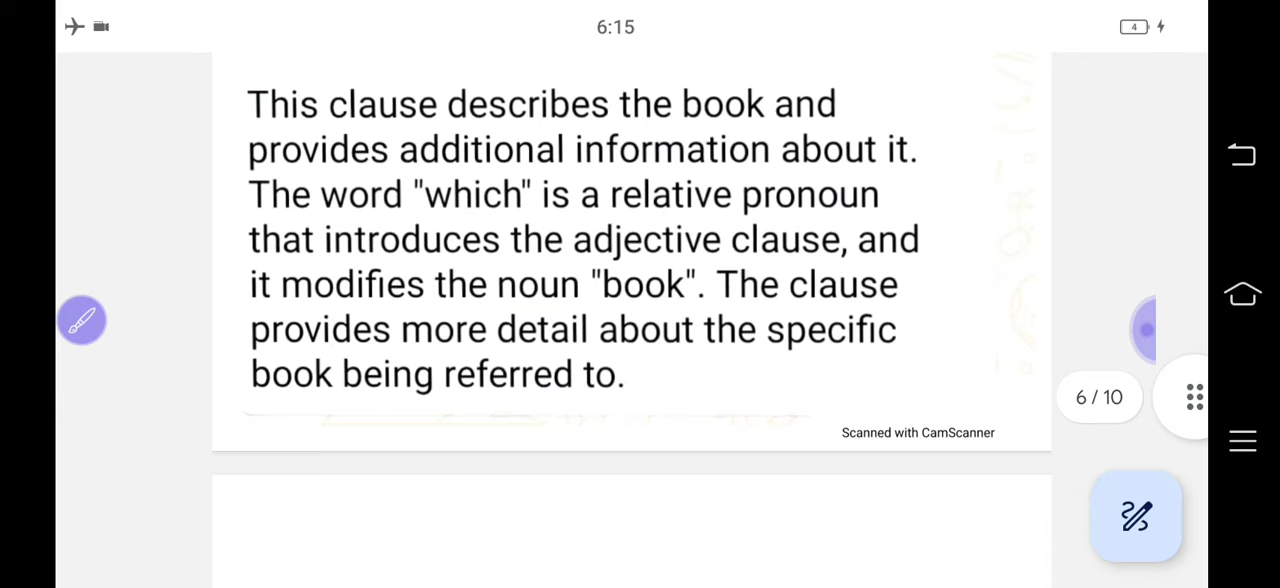 6:15
4
This clause describes the book and
provides additional information about it.
The word "which" is a relative pronoun
that introduces the adjective clause, and
it modifies the noun "book". The clause
provides more detail about the specific
book being referred to.
6 / 10
Scanned with CamScanner